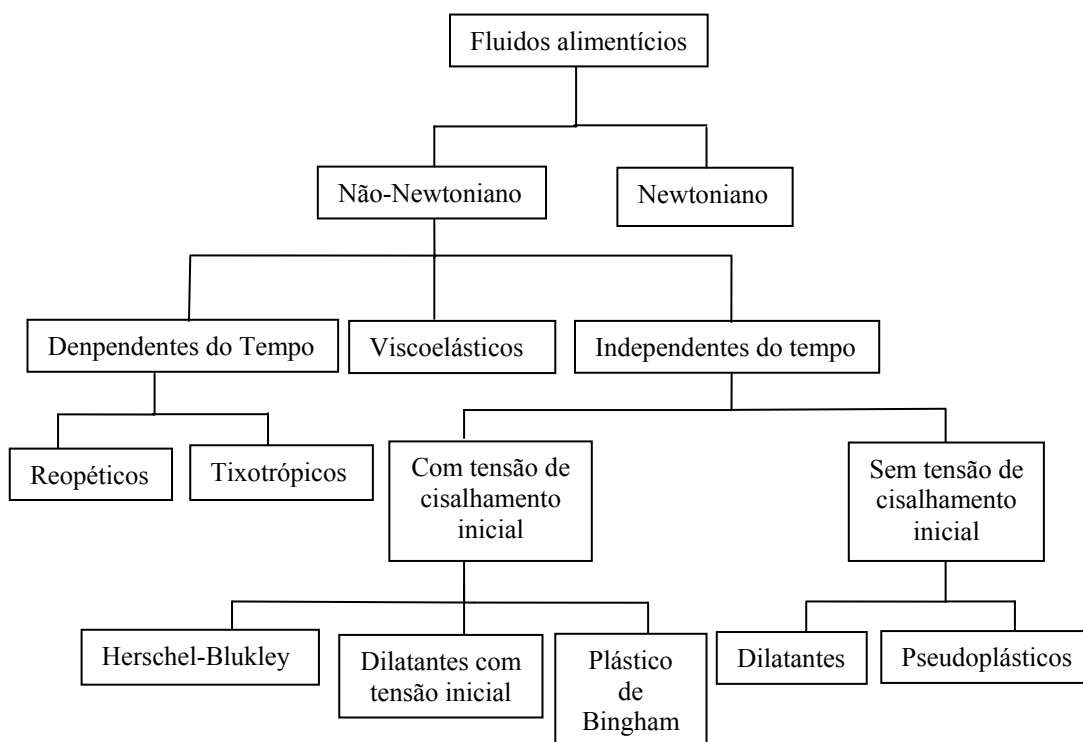 Fluidos alimentícios
Não-Newtoniano
Newtoniano
Denpendentes do Tempo
Viscoelásticos
Independentes do tempo
Reopéticos
Tixotrópicos
Com tensão de
cisalhamento
inicial
Sem tensão de
cisalhamento
inicial
Herschel-Blukley
Dilatantes com
tensão inicial
Plástico
de
Bingham
Dilatantes
Pseudoplásticos